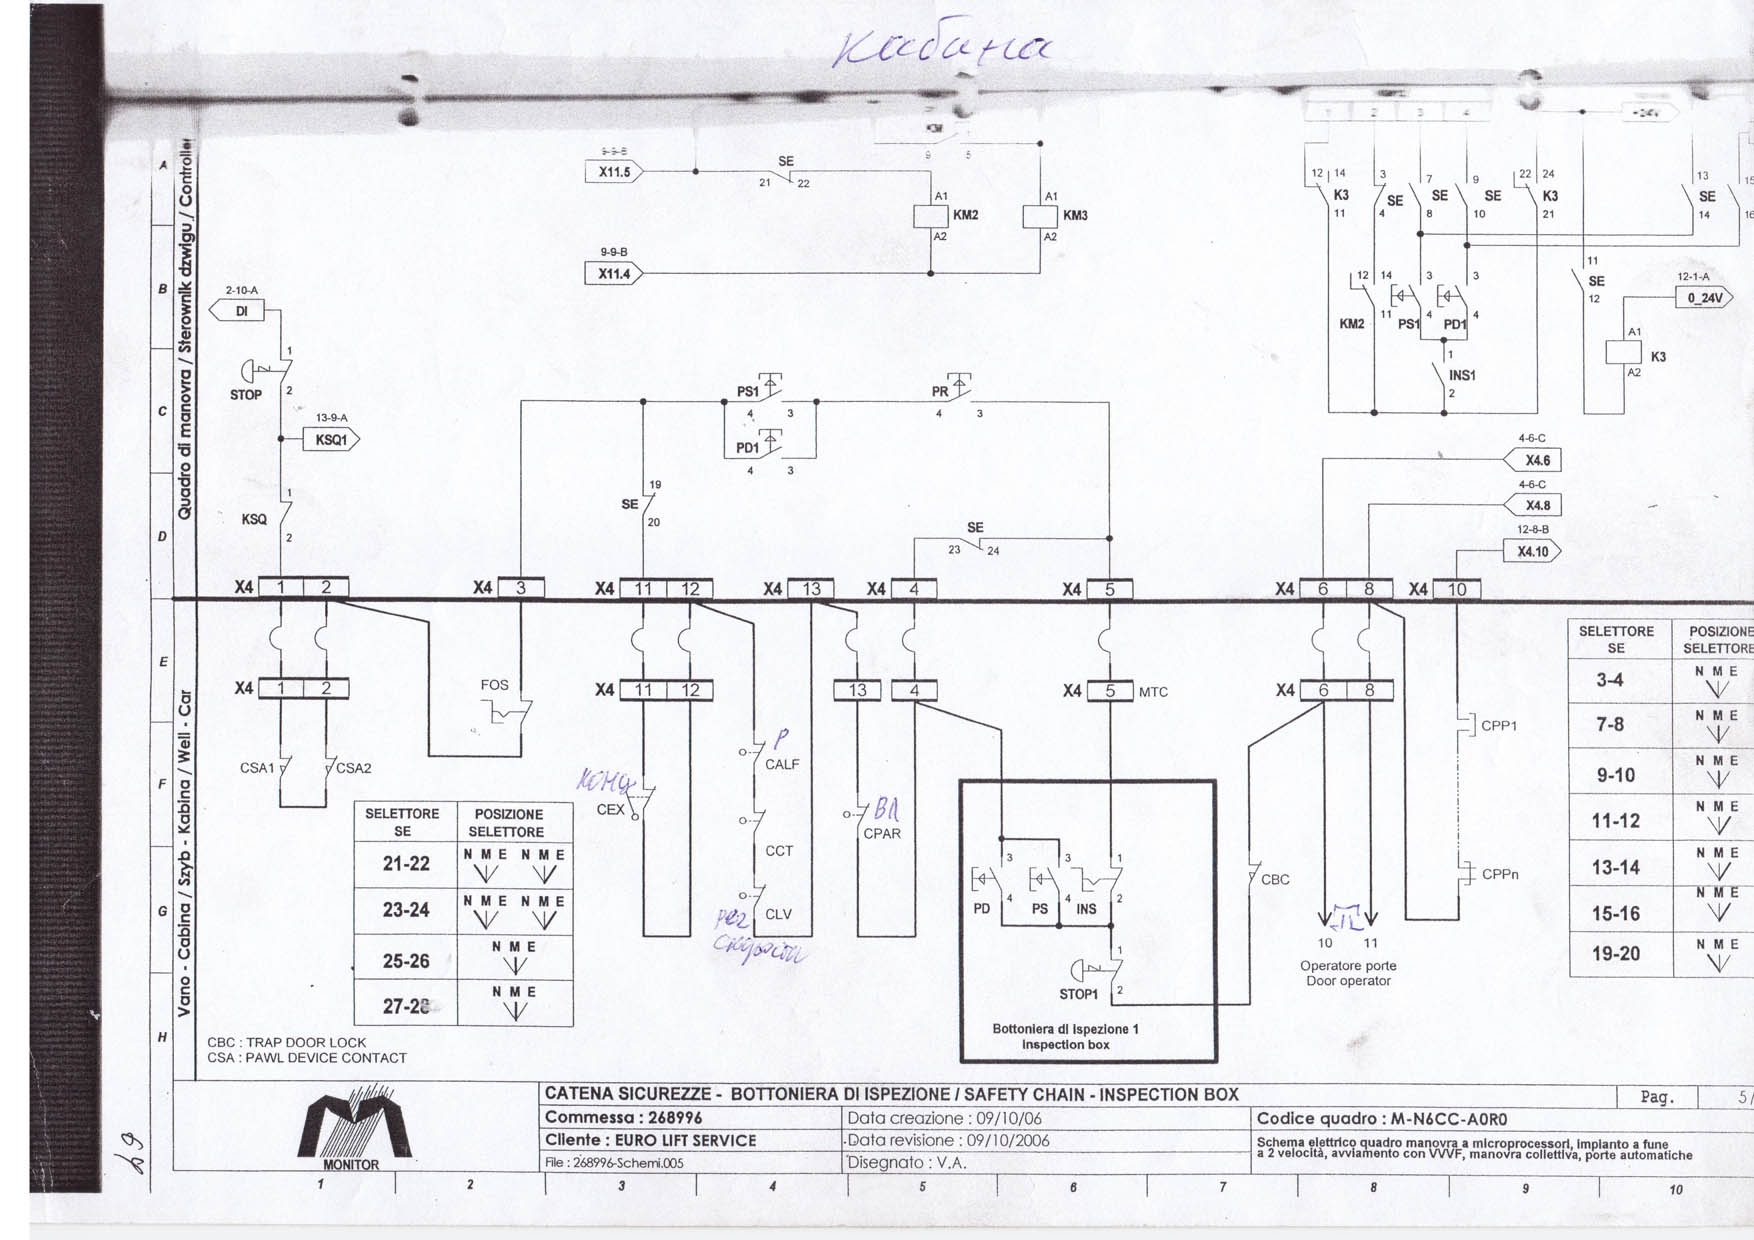 кабина
1 2 3 4
-24V
9-9-B
X11.5
SE
21 22
9 5
A1 KM2 A2
A1 KM3 A2
9-9-B
X11.4
12 14 K3 11
3 SE 4
7 SE 8
9 SE 10
22 24 K3 21
13 SE 14
15
16
12 14 KM2 11
3 PS1 4
3 PD1 4
1 INS1 2
11 SE 12
12-1-A
0_24V
A1 K3 A2
2-10-A
DI
1 STOP 2
13-9-A
KSQ1
1 KSQ 2
PS1 4 3
PD1 4 3
PR 4 3
19 SE 20
SE 23 24
4-6-C
X4.6
4-6-C
X4.8
12-8-B
X4.10
X4 1 2
X4 3
X4 11 12
X4 13
X4 4
X4 5
X4 6 8
X4 10
X4 1 2
X4 11 12
13 4
X4 5 MTC
X4 6 8
FOS
CSA1 CSA2
CEX
P
CALF
CCT
CLV
рег
ВЛ
CPAR
3 PD 4
3 PS 4
1 INS 2
1 STOP1 2
Bottoniera di ispezione 1
Inspection box
CBC
10 11
Operatore porte
Door operator
CPP1
CPPn
SELETTORE SE POSIZIONE SELETTORE
21-22 N M E N M E
23-24 N M E N M E
25-26 N M E
27-28 N M E
SELETTORE SE POSIZIONE SELETTORE
3-4 N M E
7-8 N M E
9-10 N M E
11-12 N M E
13-14 N M E
15-16 N M E
19-20 N M E
CBC : TRAP DOOR LOCK
CSA : PAWL DEVICE CONTACT
A
B
C
D
E
F
G
H
Quadro di manovra / Sterownik dzwigu / Controller
Vano - Cabina / Szyb - Kabina / Well - Car
MONITOR
CATENA SICUREZZE - BOTTONIERA DI ISPEZIONE / SAFETY CHAIN - INSPECTION BOX
Pag. 5/
Commessa : 268996
Data creazione : 09/10/06
Codice quadro : M-N6CC-A0R0
Cliente : EURO LIFT SERVICE
Data revisione : 09/10/2006
Schema elettrico quadro manovra a microprocessori, impianto a fune
a 2 velocità, avviamento con VVVF, manovra collettiva, porte automatiche
File : 268996-Schemi.005
Disegnato : V.A.
1 2 3 4 5 6 7 8 9 10